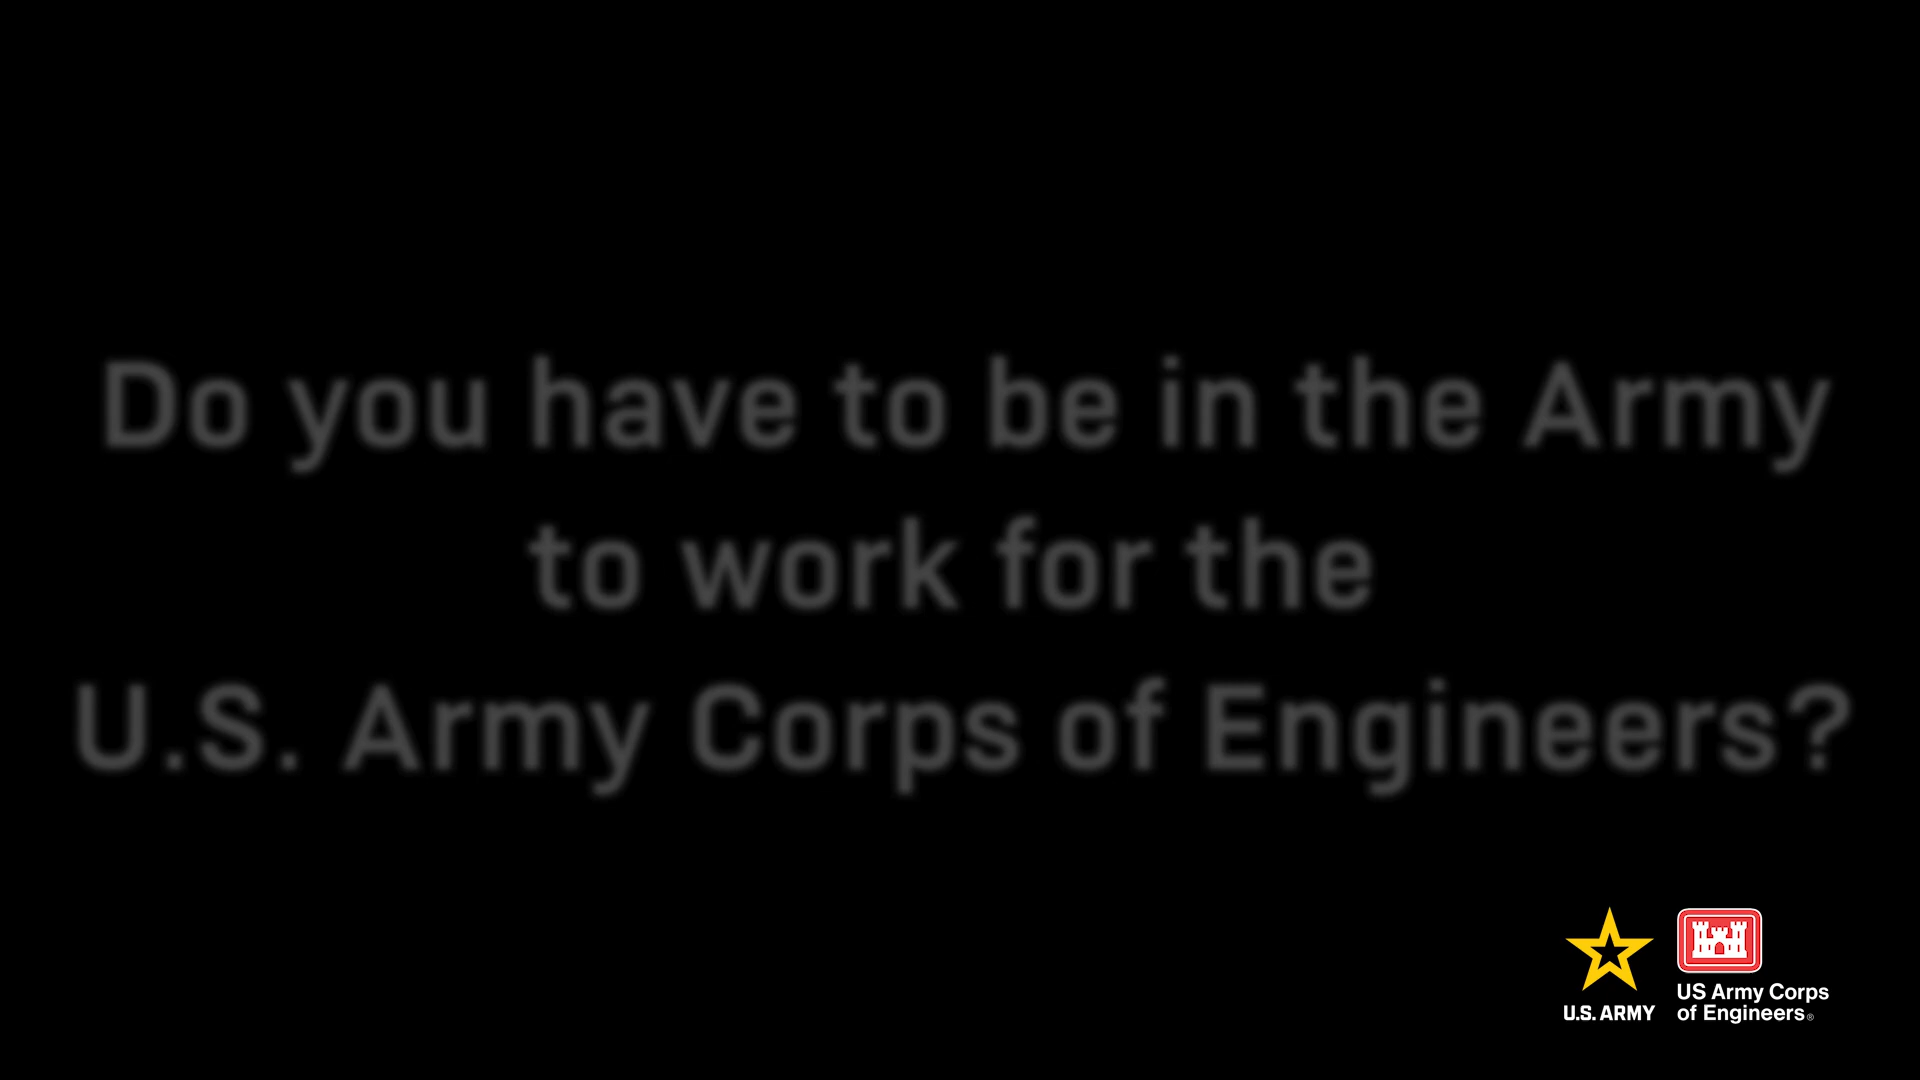 Do you have to be in the Army
to work for the
U.S. Army Corps of Engineers?
U.S. ARMY
US Army Corps
of Engineers®